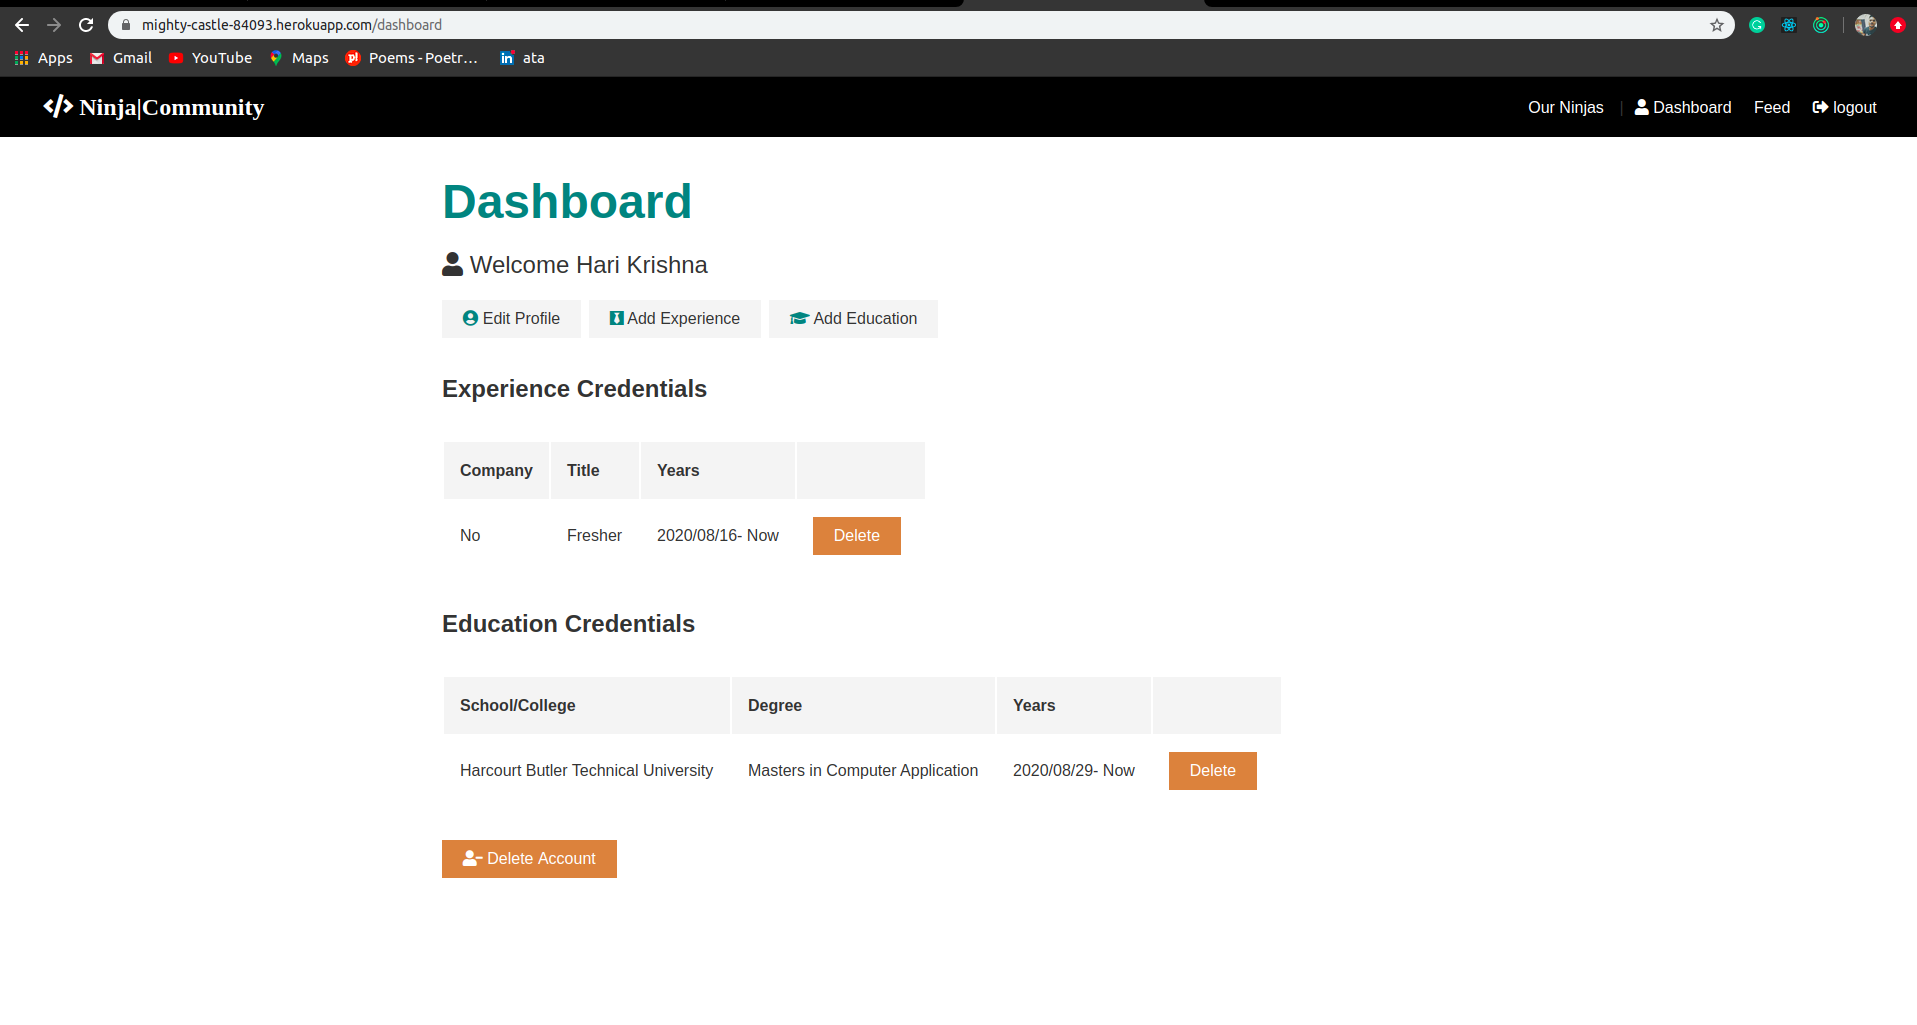 mighty-castle-84093.herokuapp.com/dashboard
Apps Gmail YouTube Maps Poems - Poetr... in ata
</> Ninja|Community Our Ninjas | Dashboard Feed logout
Dashboard
Welcome Hari Krishna
Edit Profile Add Experience Add Education
Experience Credentials
Company Title Years
No Fresher 2020/08/16- Now Delete
Education Credentials
School/College Degree Years
Harcourt Butler Technical University Masters in Computer Application 2020/08/29- Now Delete
Delete Account